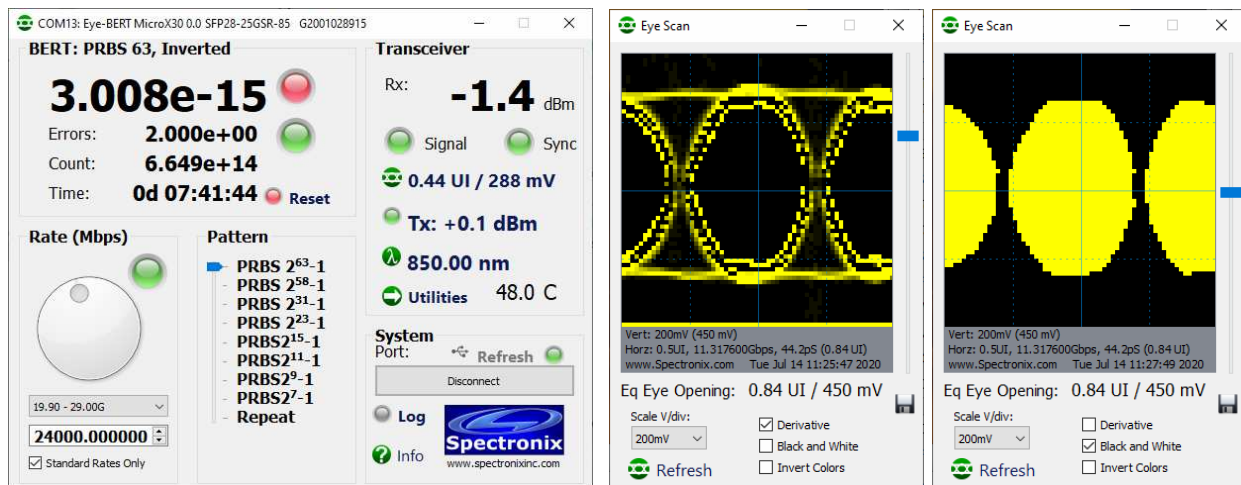 COM13: Eye-BERT MicroX30 0.0 SFP28-25GSR-85 G2001028915
BERT: PRBS 63, Inverted
3.008e-15
Errors: 2.000e+00
Count: 6.649e+14
Time: 0d 07:41:44 Reset
Rate (Mbps)
19.90 - 29.00G
24000.000000
Standard Rates Only
Pattern
PRBS 2⁶³-1
PRBS 2⁵⁸-1
PRBS 2³¹-1
PRBS 2²³-1
PRBS2¹⁵-1
PRBS2¹¹-1
PRBS2⁹-1
PRBS2⁷-1
Repeat
Transceiver
Rx: -1.4 dBm
Signal Sync
0.44 UI / 288 mV
Tx: +0.1 dBm
λ 850.00 nm
Utilities 48.0 C
System
Port: Refresh
Disconnect
Log
Info
Spectronix
www.spectronixinc.com
Eye Scan
Vert: 200mV (450 mV)
Horz: 0.5UI, 11.317600Gbps, 44.2pS (0.84 UI)
www.Spectronix.com Tue Jul 14 11:25:47 2020
Eq Eye Opening: 0.84 UI / 450 mV
Scale V/div:
200mV
Derivative
Black and White
Invert Colors
Refresh
Eye Scan
Vert: 200mV (450 mV)
Horz: 0.5UI, 11.317600Gbps, 44.2pS (0.84 UI)
www.Spectronix.com Tue Jul 14 11:27:49 2020
Eq Eye Opening: 0.84 UI / 450 mV
Scale V/div:
200mV
Derivative
Black and White
Invert Colors
Refresh